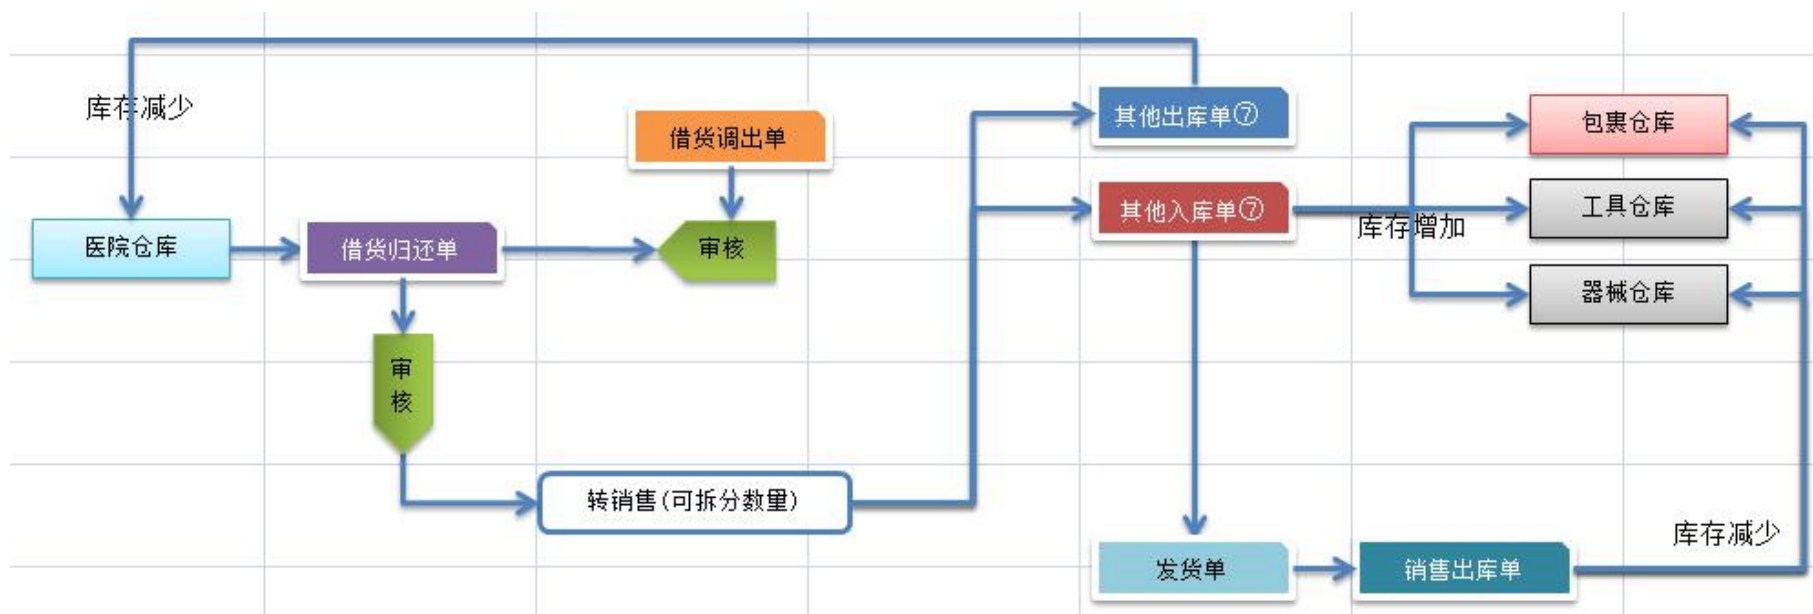 库存减少
借货调出单
其他出库单⑦
包裹仓库
医院仓库
借货归还单
审核
其他入库单⑦
库存增加
工具仓库
器械仓库
审
核
转销售(可拆分数量)
库存减少
发货单
销售出库单